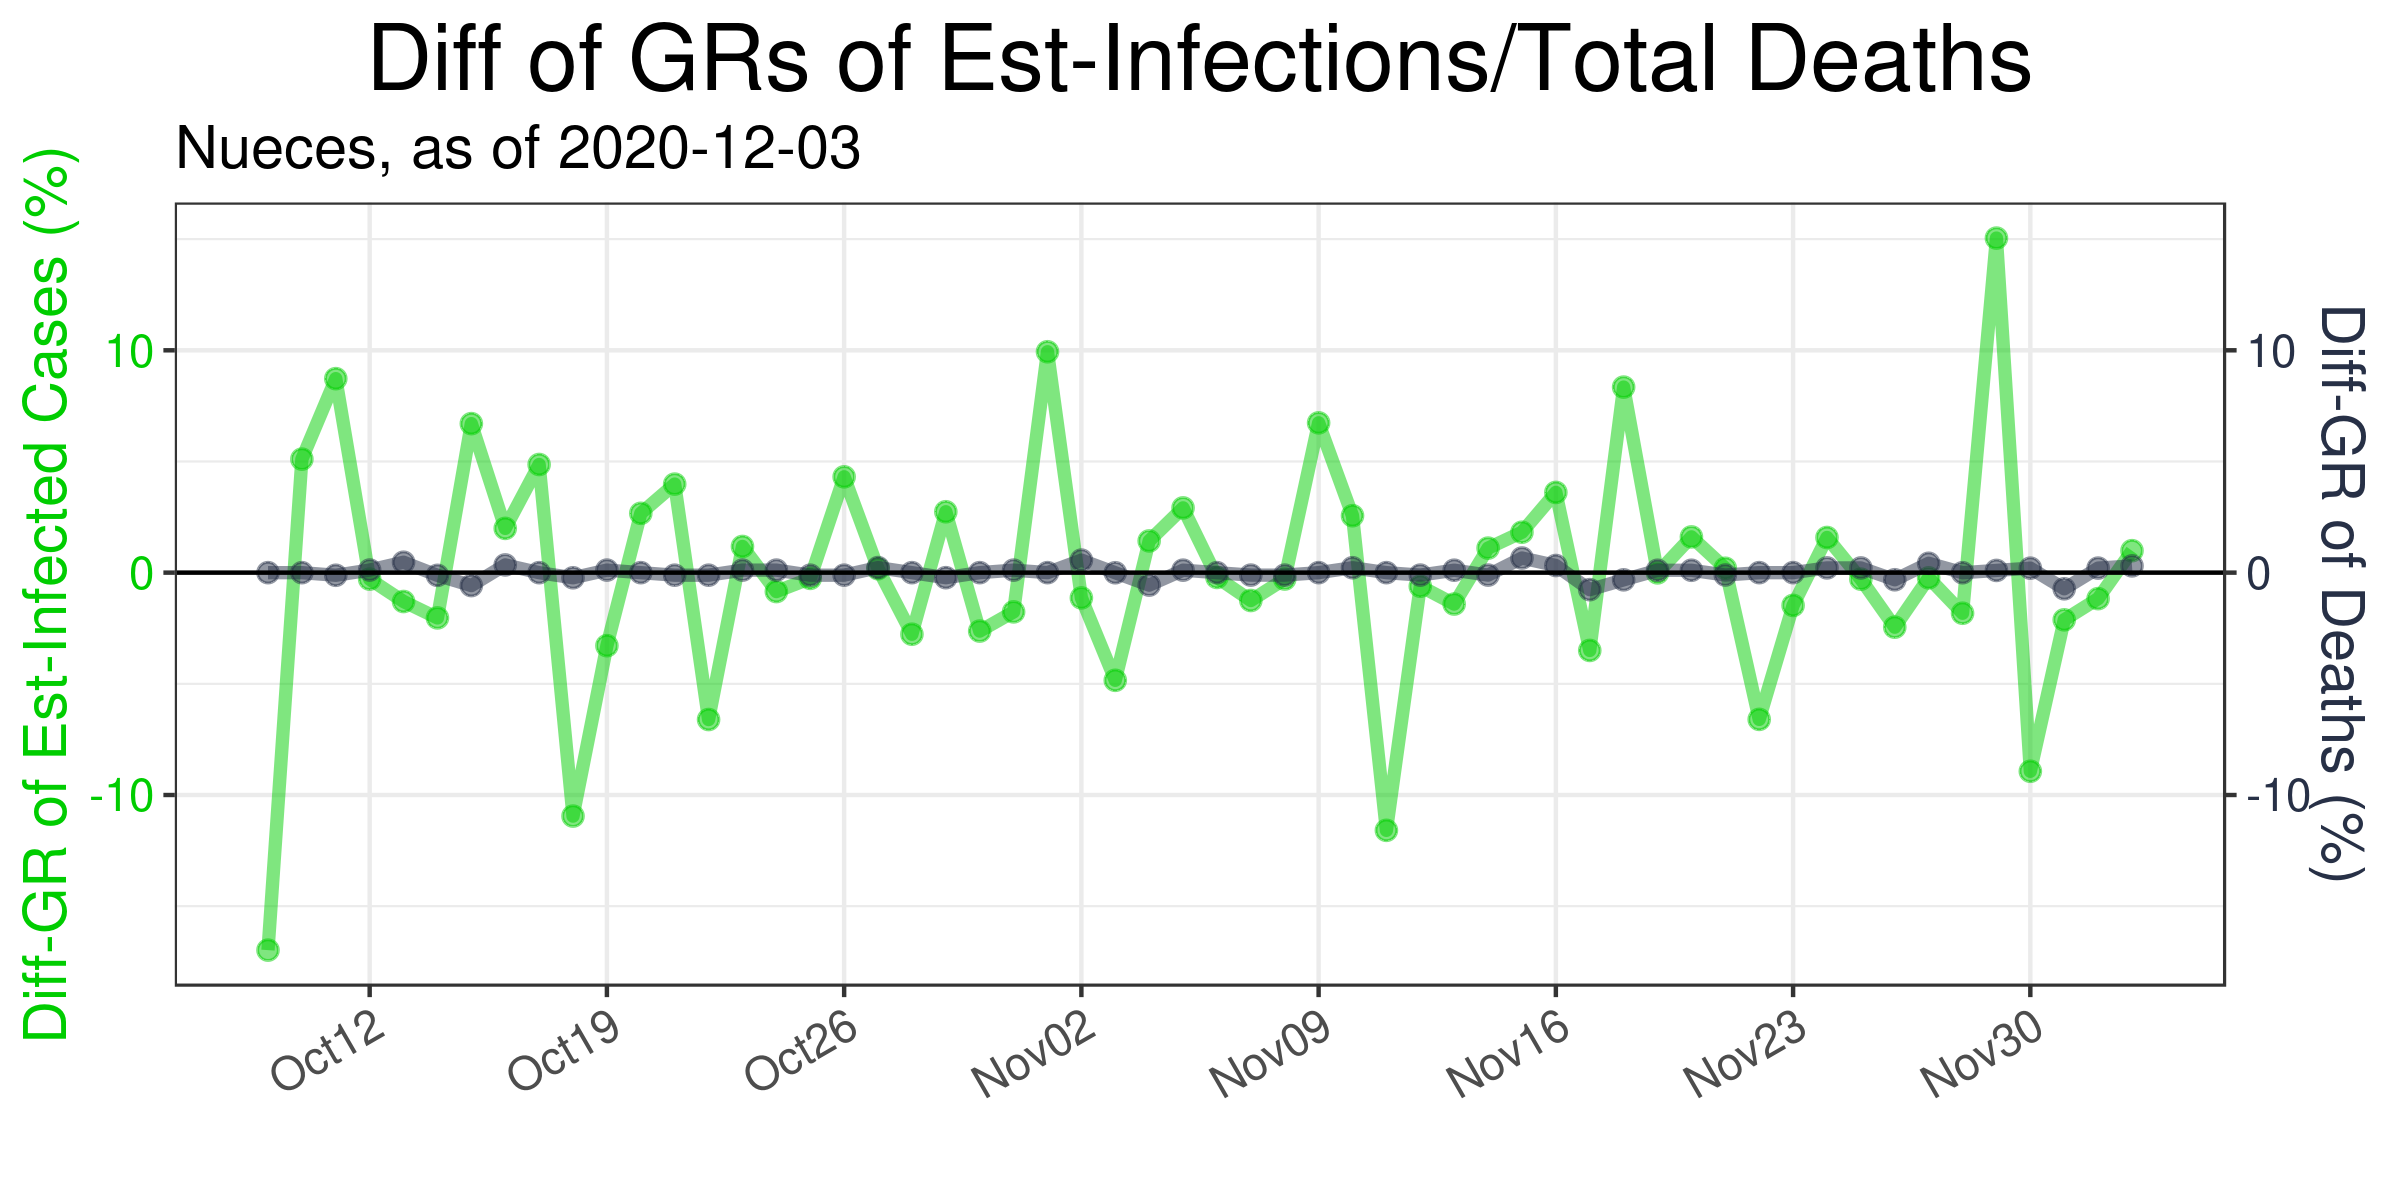 Diff of GRs of Est-Infections/Total Deaths
Nueces, as of 2020-12-03
Diff-GR of Est-Infected Cases (%)
10
0
-10
10
0
-10
Diff-GR of Deaths (%)
Oct12
Oct19
Oct26
Nov02
Nov09
Nov16
Nov23
Nov30